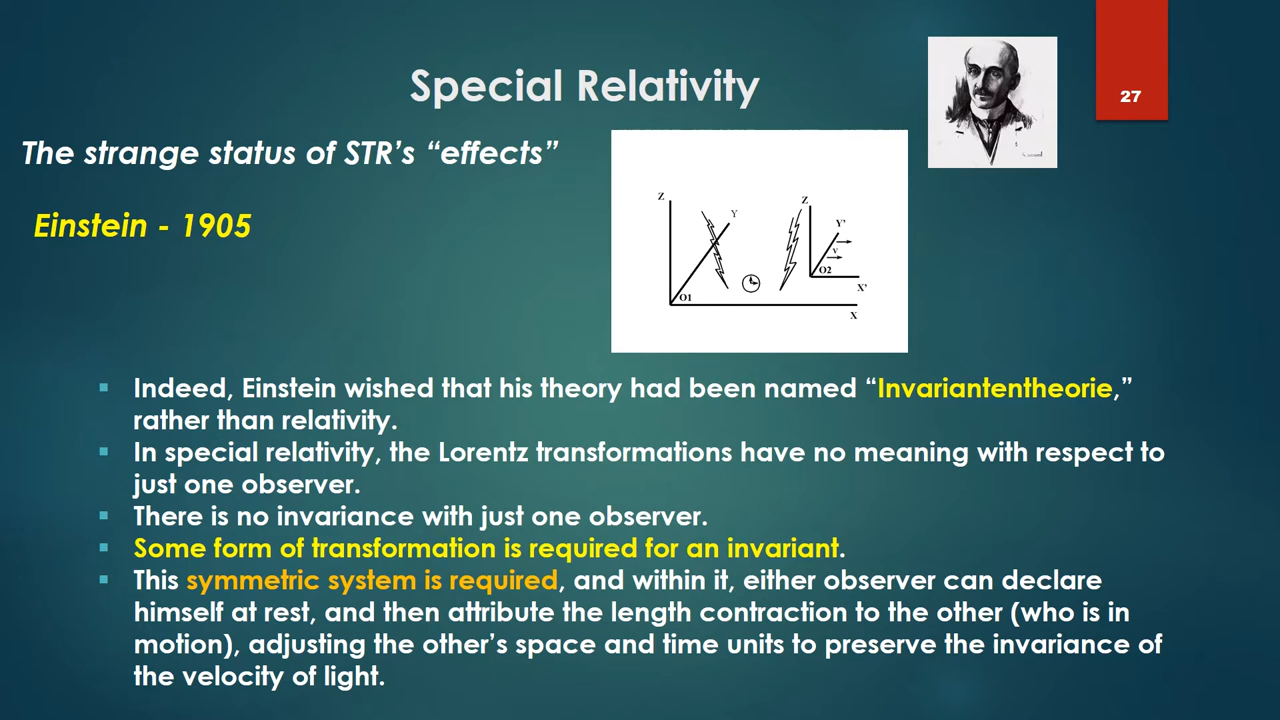 Special Relativity
27
The strange status of STR’s “effects”
Einstein - 1905
Z
Y
O1
X
Z
Y'
V
O2
X'
Indeed, Einstein wished that his theory had been named “Invariantentheorie,”
rather than relativity.
In special relativity, the Lorentz transformations have no meaning with respect to
just one observer.
There is no invariance with just one observer.
Some form of transformation is required for an invariant.
This symmetric system is required, and within it, either observer can declare
himself at rest, and then attribute the length contraction to the other (who is in
motion), adjusting the other’s space and time units to preserve the invariance of
the velocity of light.